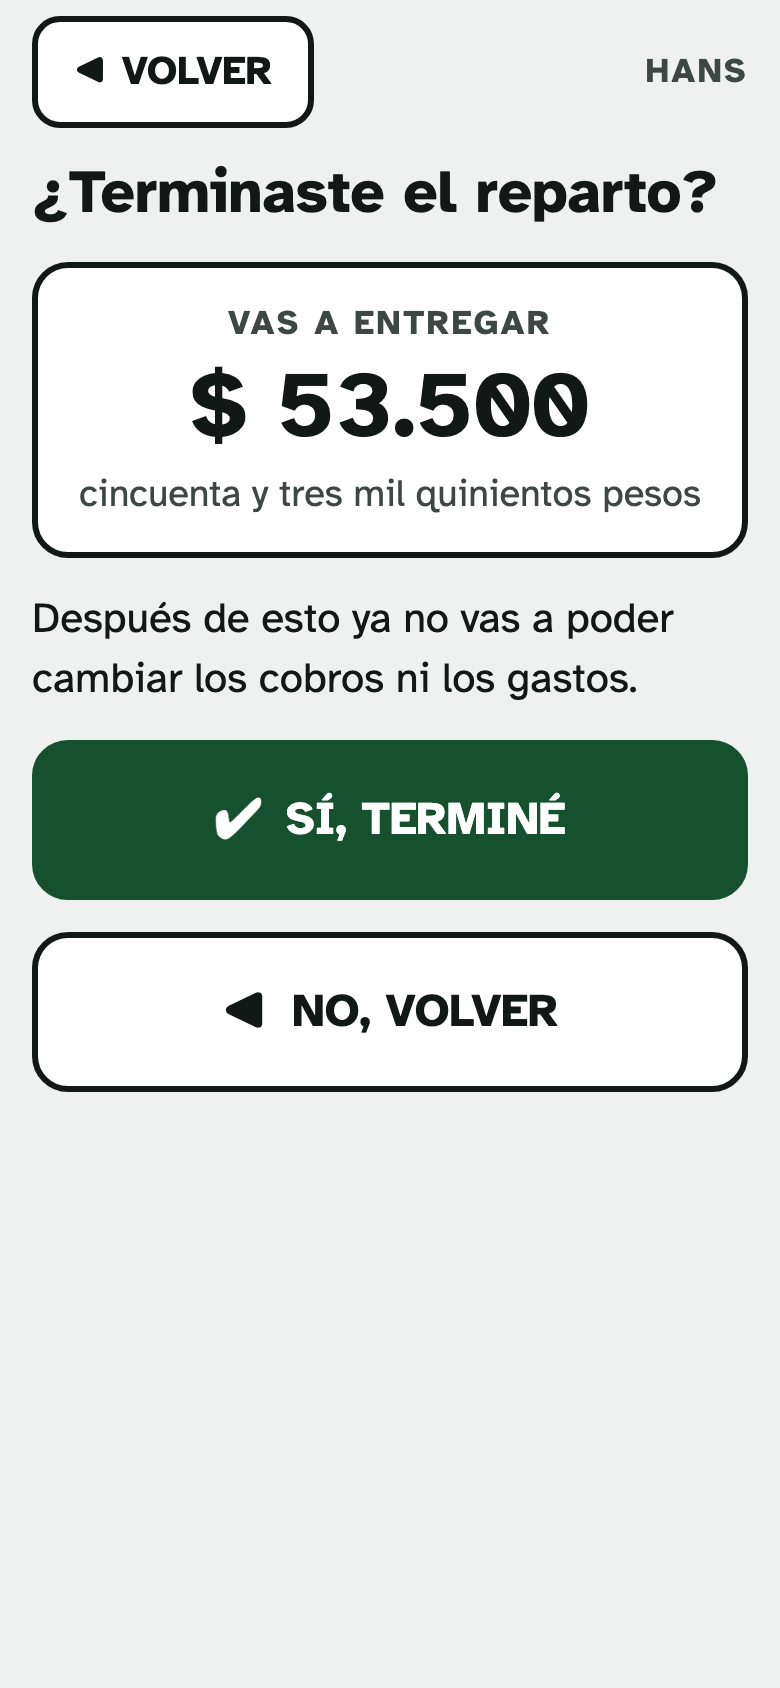 ◀ VOLVER
HANS
¿Terminaste el reparto?
VAS A ENTREGAR
$ 53.500
cincuenta y tres mil quinientos pesos
Después de esto ya no vas a poder
cambiar los cobros ni los gastos.
✔ SÍ, TERMINÉ
◀ NO, VOLVER